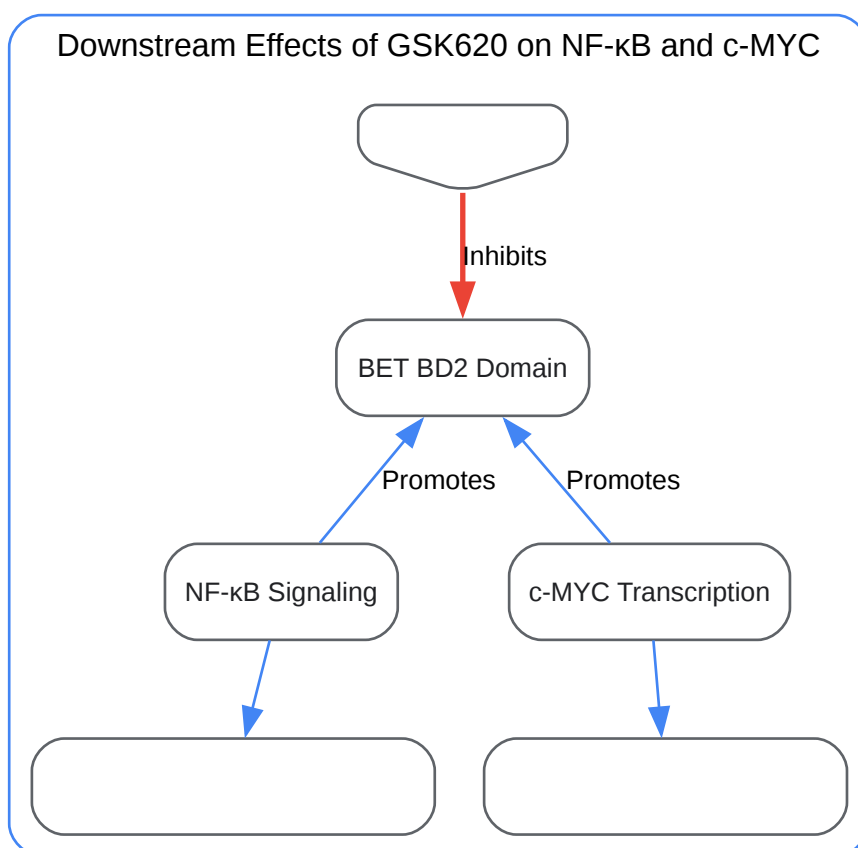 Downstream Effects of GSK620 on NF-κB and c-MYC
Inhibits
BET BD2 Domain
Promotes
Promotes
NF-κB Signaling
c-MYC Transcription